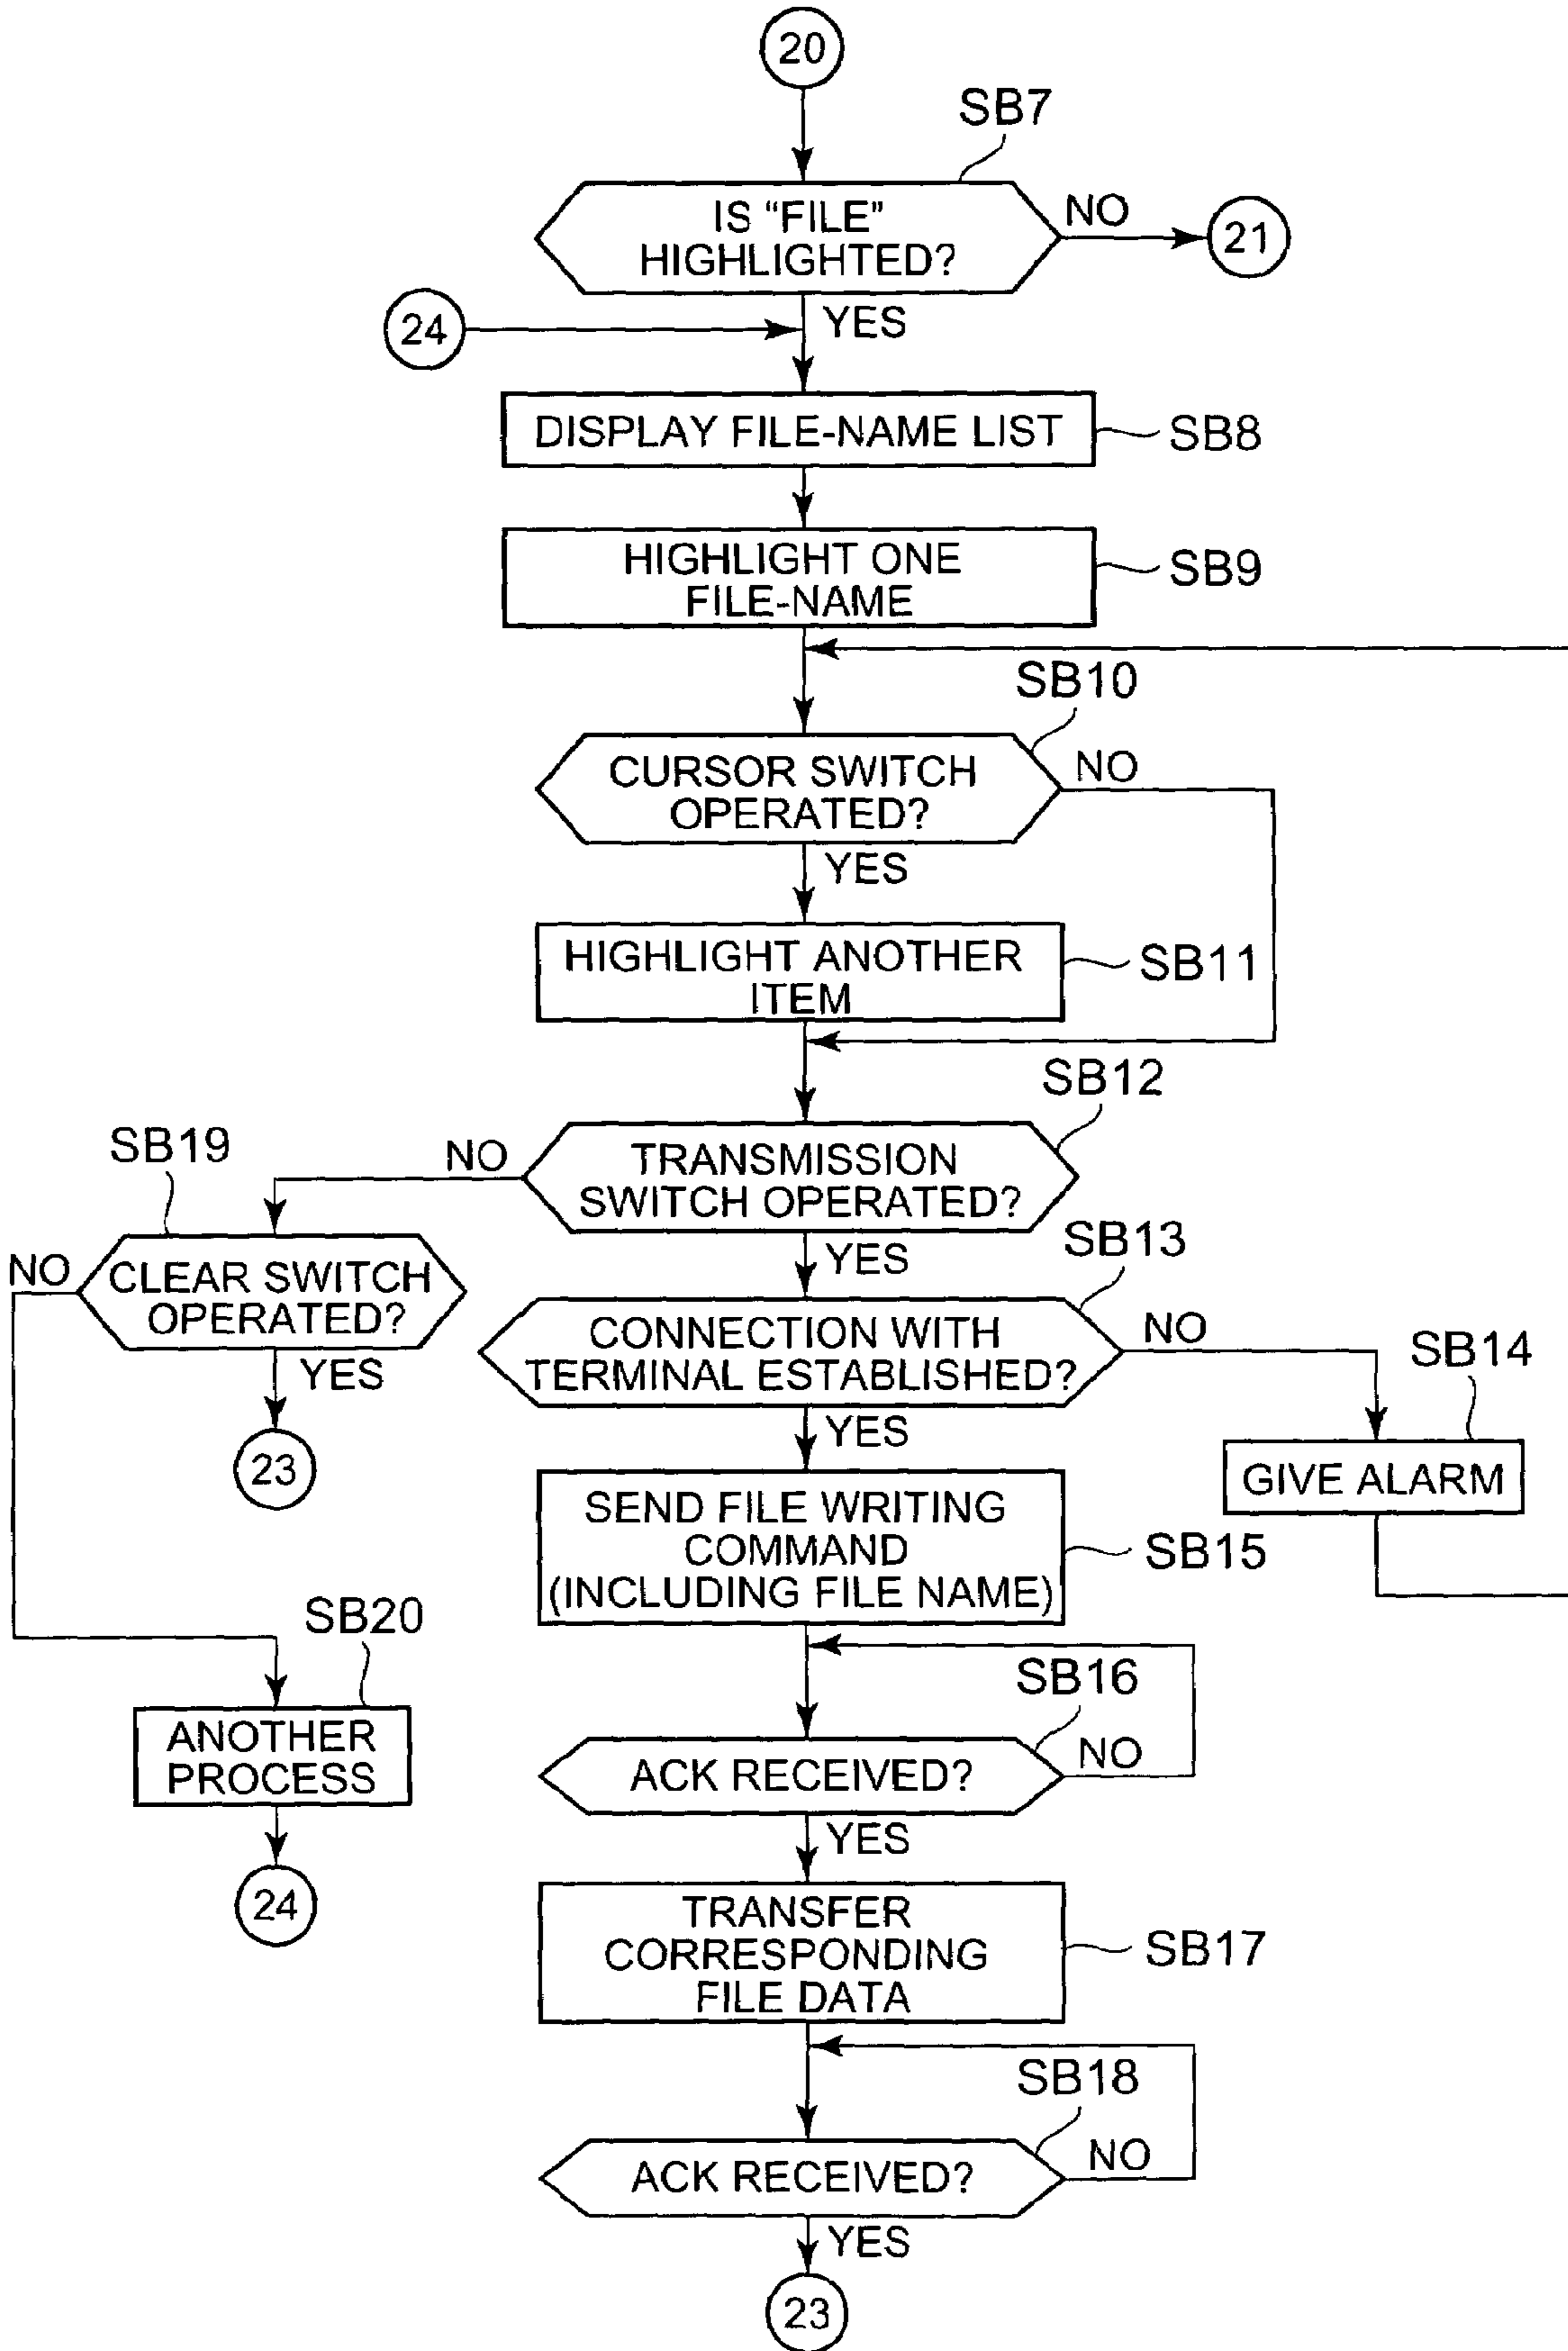 20
SB7
IS “FILE”
HIGHLIGHTED?
NO
21
24
YES
DISPLAY FILE-NAME LIST
SB8
HIGHLIGHT ONE
FILE-NAME
SB9
SB10
CURSOR SWITCH
OPERATED?
NO
YES
HIGHLIGHT ANOTHER
ITEM
SB11
SB12
TRANSMISSION
SWITCH OPERATED?
NO
YES
SB19
CLEAR SWITCH
OPERATED?
NO
YES
23
SB13
CONNECTION WITH
TERMINAL ESTABLISHED?
NO
YES
SB14
GIVE ALARM
SEND FILE WRITING
COMMAND
(INCLUDING FILE NAME)
SB15
SB20
ANOTHER
PROCESS
24
SB16
ACK RECEIVED?
NO
YES
TRANSFER
CORRESPONDING
FILE DATA
SB17
SB18
ACK RECEIVED?
NO
YES
23